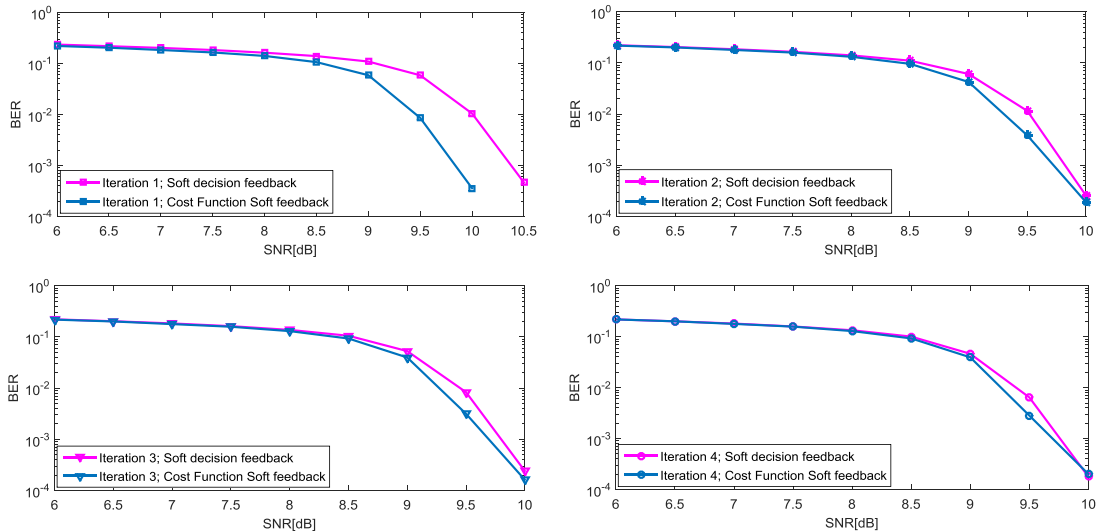 10^0
10^-1
10^-2
10^-3
10^-4
BER
Iteration 1; Soft decision feedback
Iteration 1; Cost Function Soft feedback
6 6.5 7 7.5 8 8.5 9 9.5 10 10.5
SNR[dB]
10^0
10^-1
10^-2
10^-3
10^-4
BER
Iteration 2; Soft decision feedback
Iteration 2; Cost Function Soft feedback
6 6.5 7 7.5 8 8.5 9 9.5 10
SNR[dB]
10^0
10^-1
10^-2
10^-3
10^-4
BER
Iteration 3; Soft decision feedback
Iteration 3; Cost Function Soft feedback
6 6.5 7 7.5 8 8.5 9 9.5 10
SNR[dB]
10^0
10^-1
10^-2
10^-3
10^-4
BER
Iteration 4; Soft decision feedback
Iteration 4; Cost Function Soft feedback
6 6.5 7 7.5 8 8.5 9 9.5 10
SNR[dB]